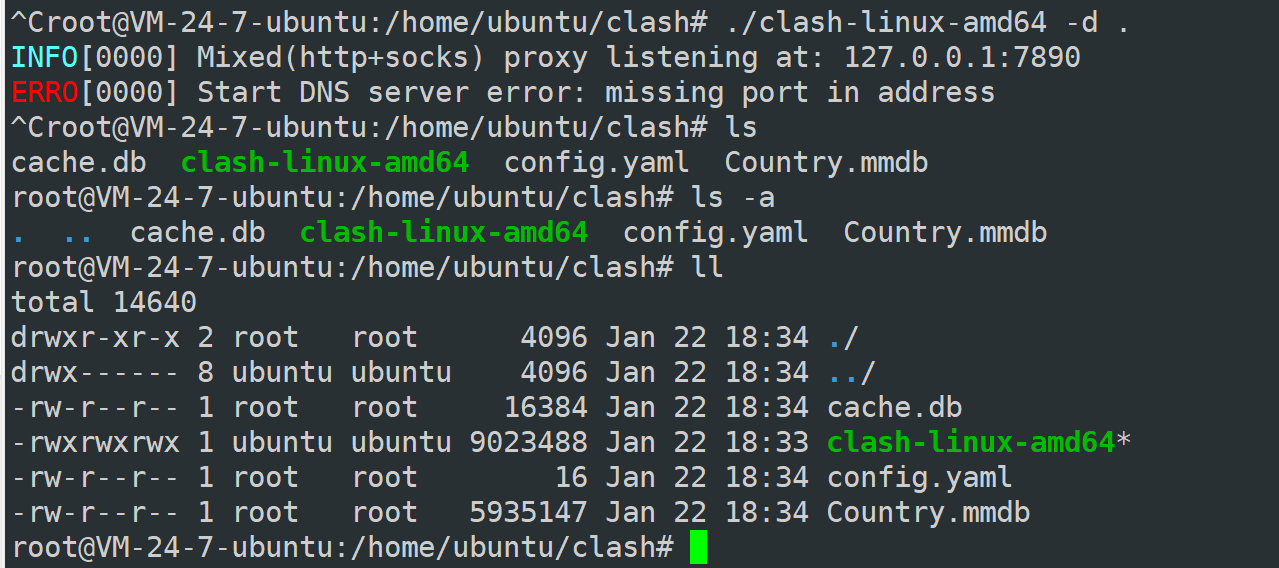 ^Croot@VM-24-7-ubuntu:/home/ubuntu/clash# ./clash-linux-amd64 -d .
INFO[0000] Mixed(http+socks) proxy listening at: 127.0.0.1:7890
ERRO[0000] Start DNS server error: missing port in address
^Croot@VM-24-7-ubuntu:/home/ubuntu/clash# ls
cache.db  clash-linux-amd64  config.yaml  Country.mmdb
root@VM-24-7-ubuntu:/home/ubuntu/clash# ls -a
.  ..  cache.db  clash-linux-amd64  config.yaml  Country.mmdb
root@VM-24-7-ubuntu:/home/ubuntu/clash# ll
total 14640
drwxr-xr-x 2 root   root      4096 Jan 22 18:34 ./
drwx------ 8 ubuntu ubuntu    4096 Jan 22 18:34 ../
-rw-r--r-- 1 root   root     16384 Jan 22 18:34 cache.db
-rwxrwxrwx 1 ubuntu ubuntu 9023488 Jan 22 18:33 clash-linux-amd64*
-rw-r--r-- 1 root   root        16 Jan 22 18:34 config.yaml
-rw-r--r-- 1 root   root   5935147 Jan 22 18:34 Country.mmdb
root@VM-24-7-ubuntu:/home/ubuntu/clash#